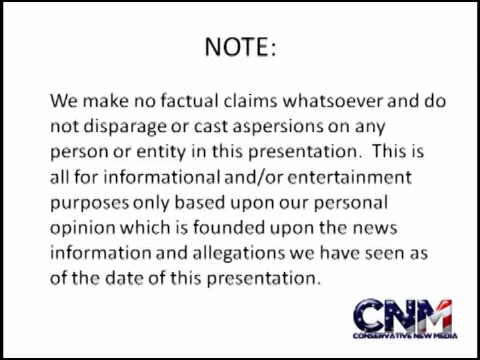 NOTE:
We make no factual claims whatsoever and do
not disparage or cast aspersions on any
person or entity in this presentation.  This is
all for informational and/or entertainment
purposes only based upon our personal
opinion which is founded upon the news
information and allegations we have seen as
of the date of this presentation.
CNM
CONSERVATIVE NEW MEDIA